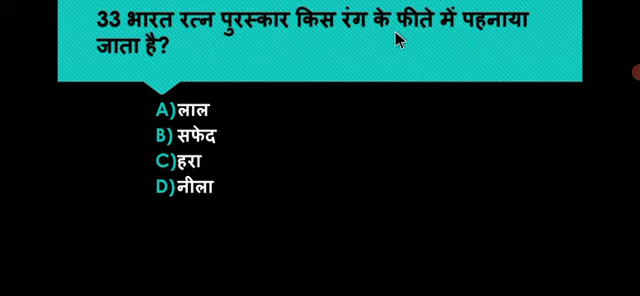 33 भारत रत्न पुरस्कार किस रंग के फीते में पहनाया
जाता है?
A)लाल
B) सफेद
C)हरा
D)नीला